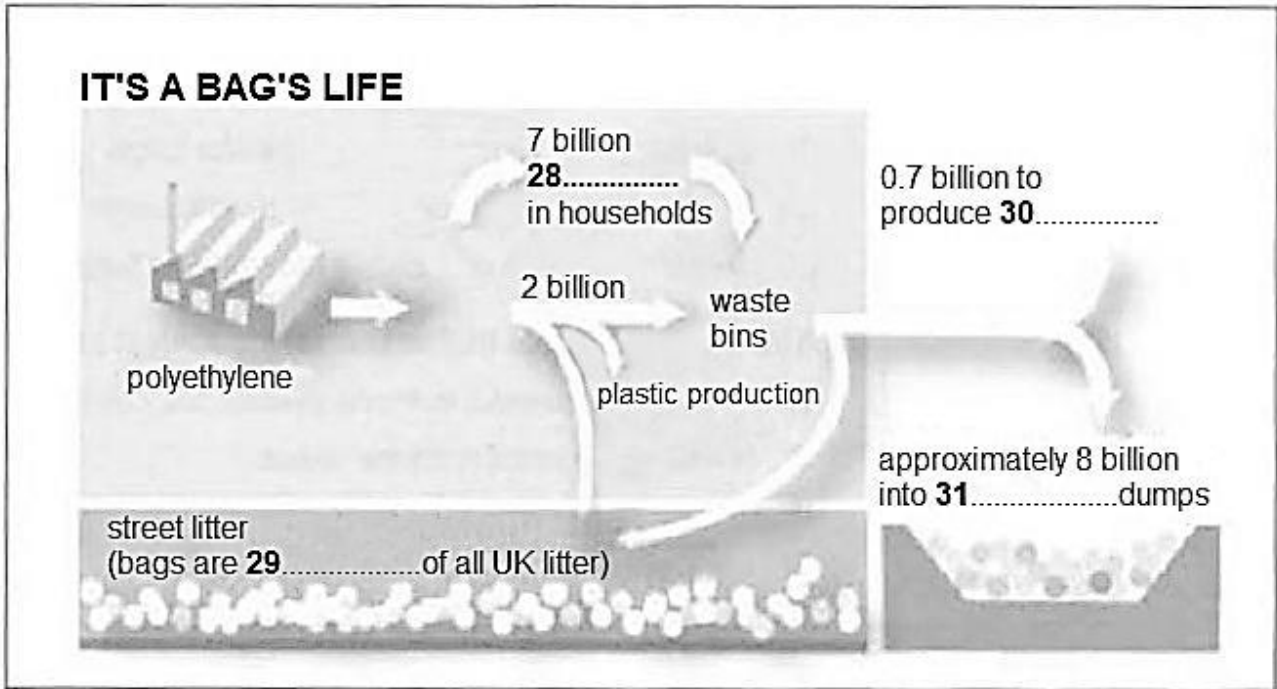 IT'S A BAG'S LIFE
7 billion
28...............
in households
0.7 billion to
produce 30.................
2 billion
waste
bins
polyethylene
plastic production
approximately 8 billion
into 31...................dumps
street litter
(bags are 29..................of all UK litter)